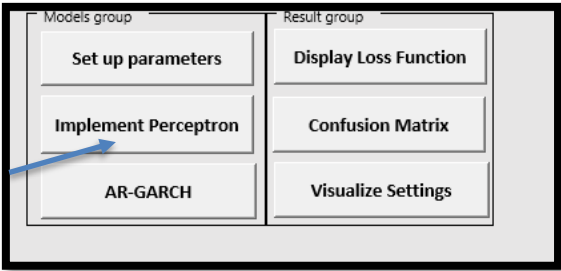 Models group
Set up parameters
Implement Perceptron
AR-GARCH
Result group
Display Loss Function
Confusion Matrix
Visualize Settings